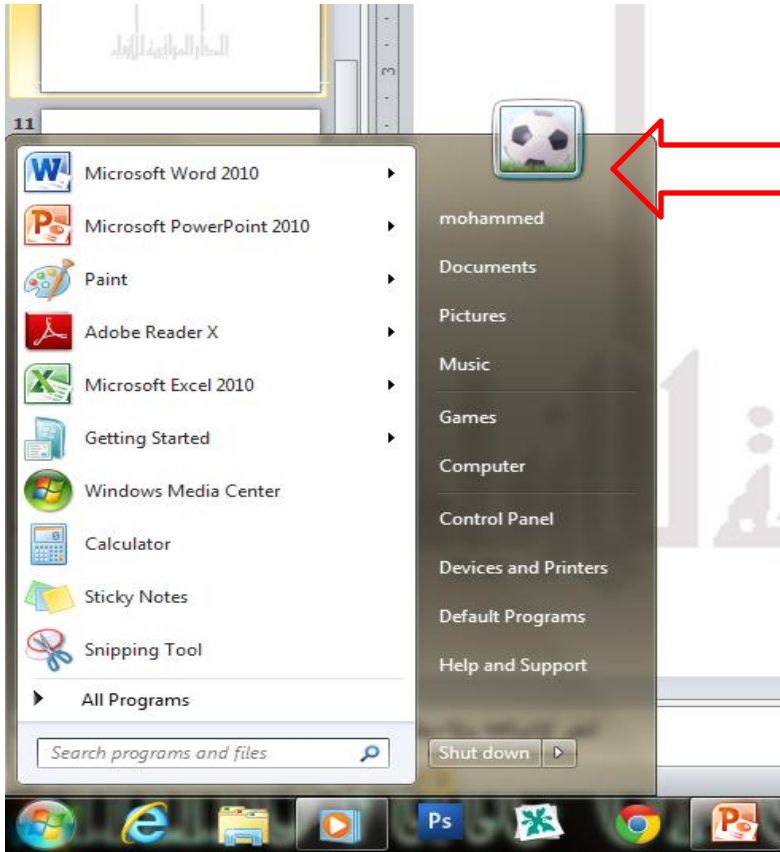 3
11
Microsoft Word 2010
Microsoft PowerPoint 2010
Paint
Adobe Reader X
Microsoft Excel 2010
Getting Started
Windows Media Center
Calculator
Sticky Notes
Snipping Tool
All Programs
Search programs and files
mohammed
Documents
Pictures
Music
Games
Computer
Control Panel
Devices and Printers
Default Programs
Help and Support
Shut down
Ps